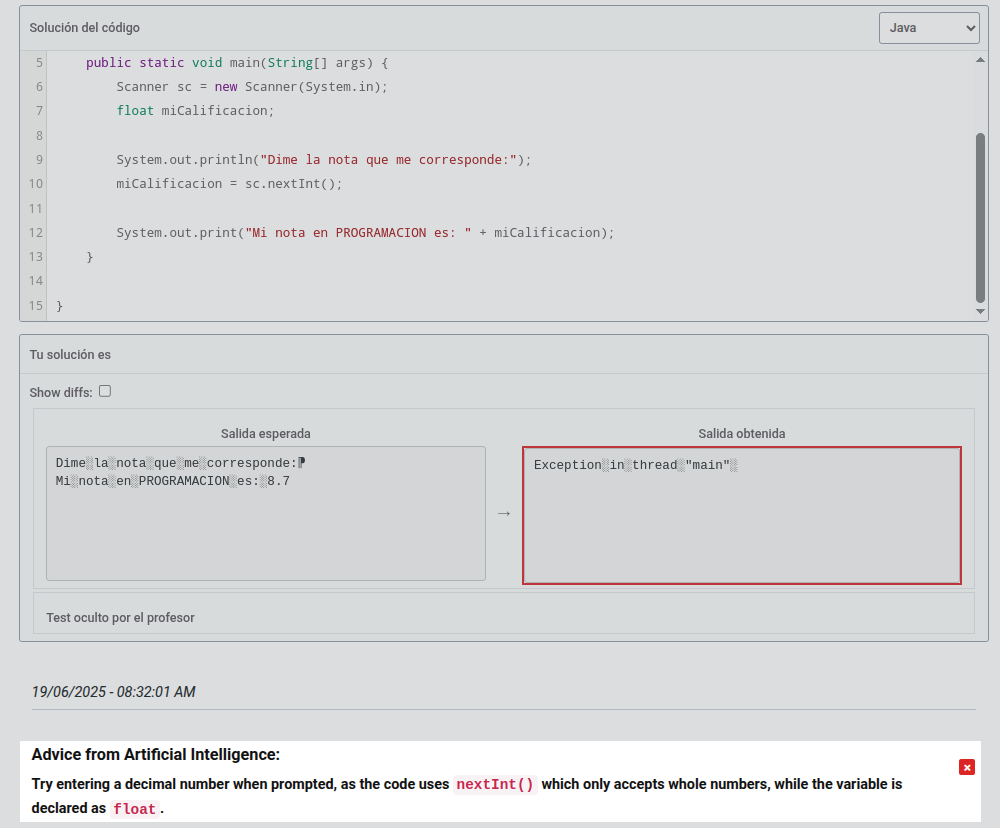 Solución del código
Java
5 public static void main(String[] args) {
6 Scanner sc = new Scanner(System.in);
7 float miCalificacion;
8
9 System.out.println("Dime la nota que me corresponde:");
10 miCalificacion = sc.nextInt();
11
12 System.out.print("Mi nota en PROGRAMACION es: " + miCalificacion);
13 }
14
15 }
Tu solución es
Show diffs:
Salida esperada
Dime░la░nota░que░me░corresponde:⁋
Mi░nota░en░PROGRAMACION░es:░8.7
→
Salida obtenida
Exception░in░thread░"main"░
Test oculto por el profesor
19/06/2025 - 08:32:01 AM
Advice from Artificial Intelligence:
Try entering a decimal number when prompted, as the code uses nextInt() which only accepts whole numbers, while the variable is
declared as float.